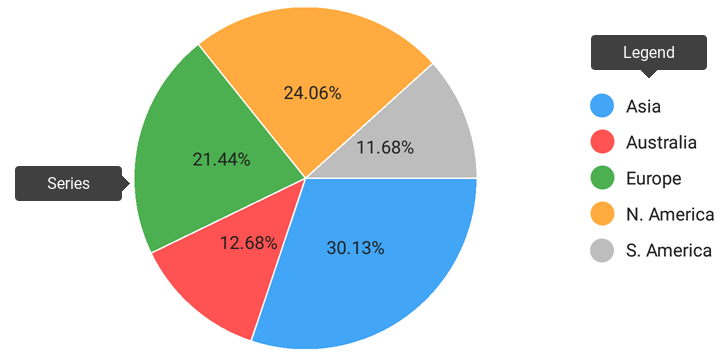 Legend
24.06%
Asia
11.68%
Australia
21.44%
Europe
Series
N. America
12.68%
30.13%
S. America